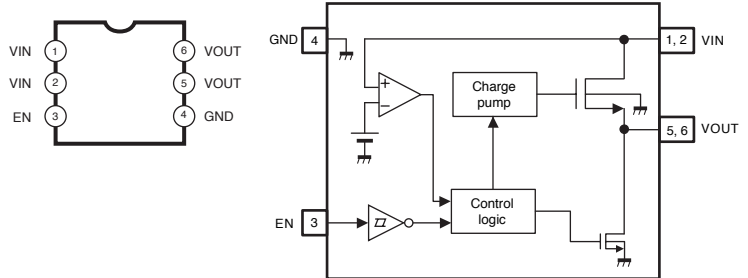 VIN 1 6 VOUT
VIN 2 5 VOUT
EN 3 4 GND
GND 4
1, 2 VIN
+
−
Charge
pump
5, 6 VOUT
EN 3
Control
logic